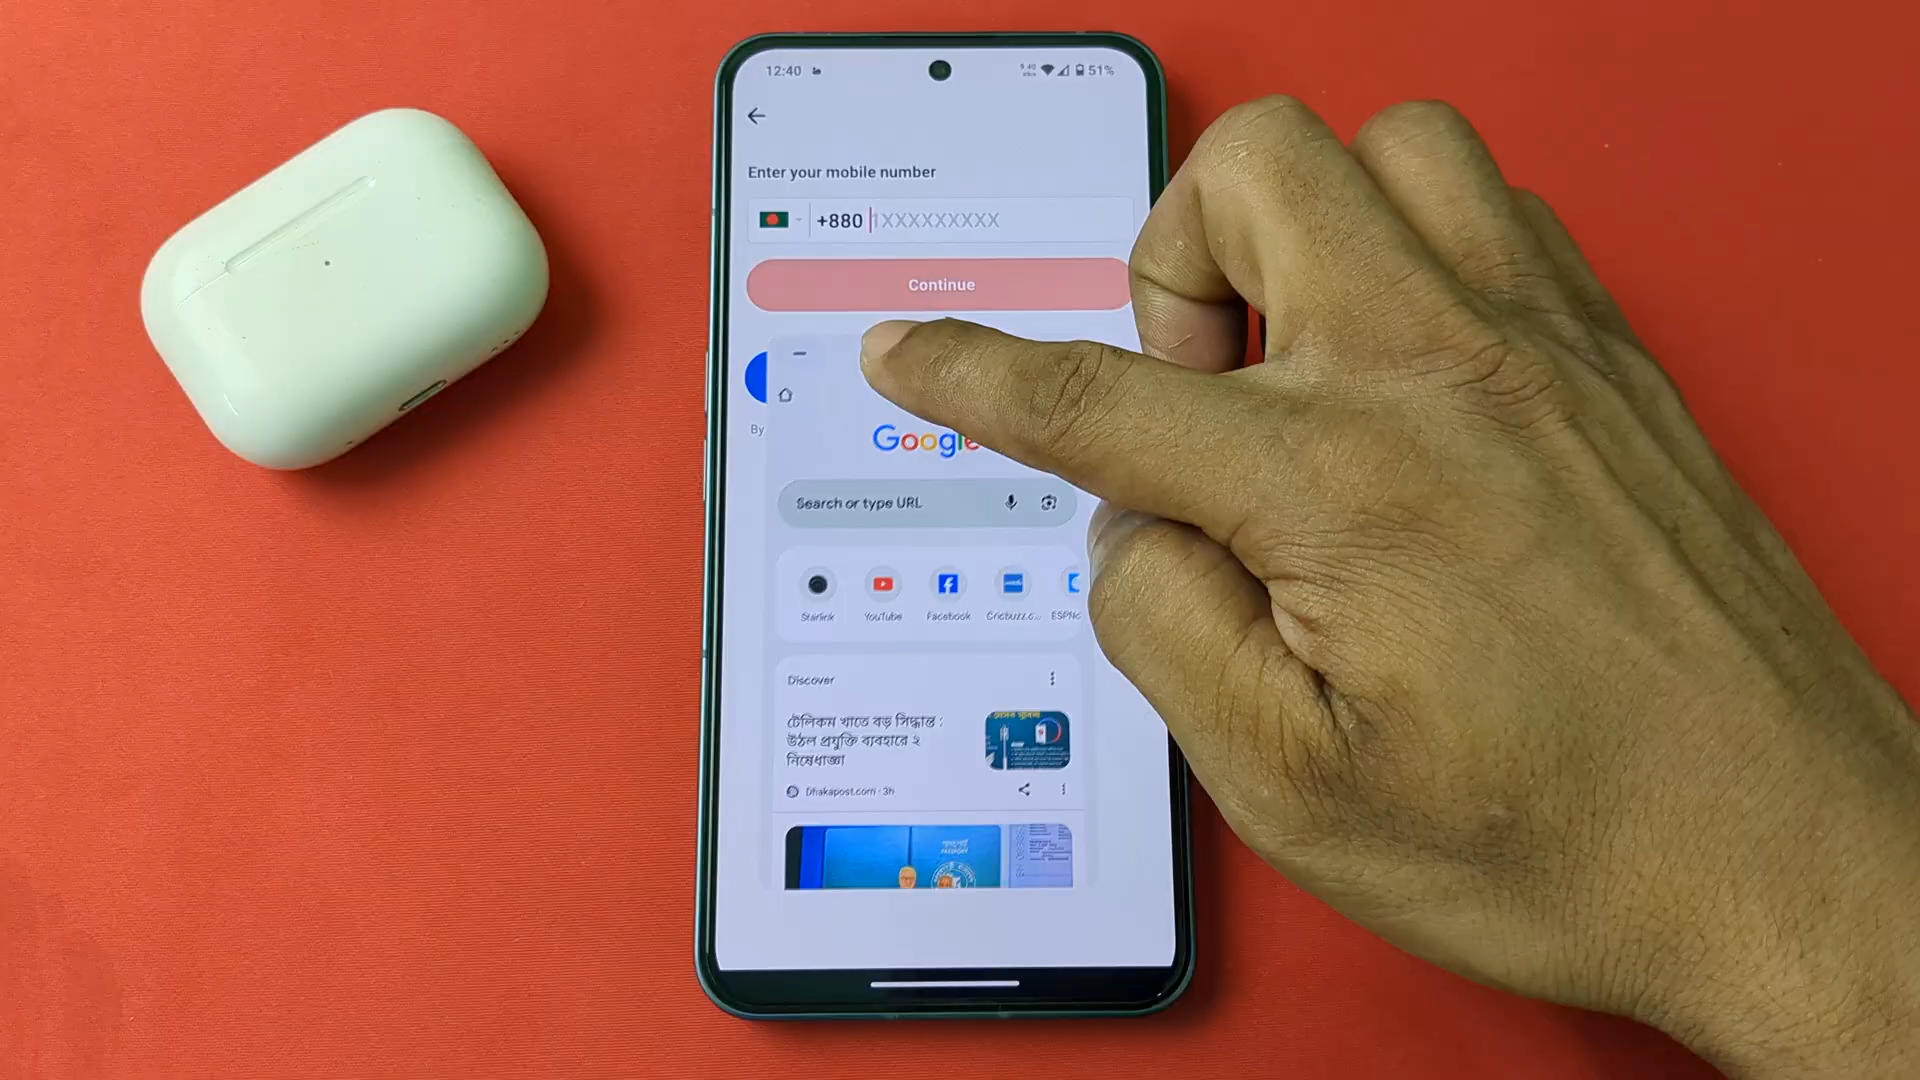 12:40
51%
Enter your mobile number
+880 1XXXXXXXXX
Continue
By
Google
Search or type URL
Starlink YouTube Facebook Cricbuzz.c... ESPNc
Discover
টেলিকম খাতে বড় সিদ্ধান্ত :
উঠল প্রযুক্তি ব্যবহারে ২
নিষেধাজ্ঞা
Dhakapost.com · 3h
PASSPORT